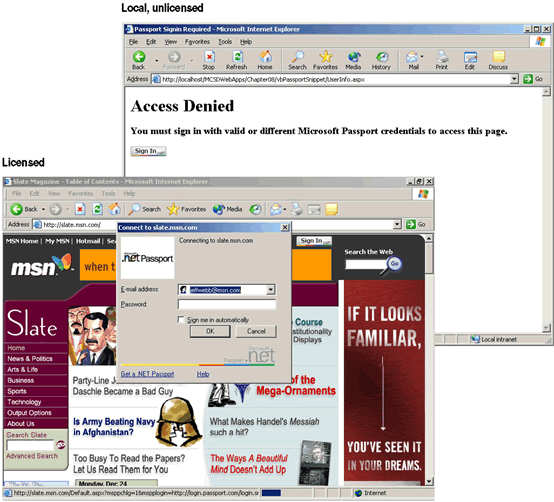 Local, unlicensed
Passport Signin Required - Microsoft Internet Explorer
File Edit View Favorites Tools Help
Back Forward Stop Refresh Home Search Favorites Media History Mail Print Edit Discuss
Address http://localhost/MCSDWebApps/Chapter08/vbPassportSnippet/UserInfo.aspx Go
Access Denied
You must sign in with valid or different Microsoft Passport credentials to access this page.
Sign In
Local intranet
Licensed
Slate Magazine - Table of Contents - Microsoft Internet Explorer
File Edit View Favorites Tools Help
Back Search Favorites Media
Address http://slate.msn.com/ Go
MSN Home | My MSN | Hotmail | Sea
Sign In
msn
when t
Search the Web
Go
Connect to slate.msn.com
.net Passport
Connecting to slate.msn.com
E-mail address: jeffwebb@msn.com
Password:
Sign me in automatically
OK Cancel
Microsoft
Passport .net
Get a .NET Passport Help
Slate
Home
News & Politics
Arts & Life
Business
Sports
Technology
Output Options
About Us
Search Slate
GO
Advanced Search
Course
stitutionality
Displays
Party-Line J
Daschle Became a Bad Guy
of the
Mega-Ornaments
Is Army Beating Navy
in Afghanistan?
What Makes Handel's Messiah
such a hit?
Too Busy To Read the Papers?
Let Us Read Them for You
The Ways A Beautiful
Mind Doesn't Add Up
Monday, Dec. 24
IF IT LOOKS
FAMILIAR,
YOU'VE SEEN IT
IN YOUR DREAMS.
http://slate.msn.com/Default.aspx?mspplogin=http://login.passport.com/login.s
Internet